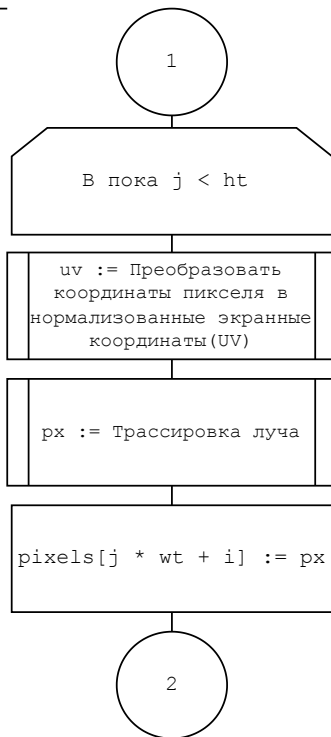 1
В пока j < ht
uv := Преобразовать
координаты пикселя в
нормализованные экранные
координаты(UV)
px := Трассировка луча
pixels[j * wt + i] := px
2